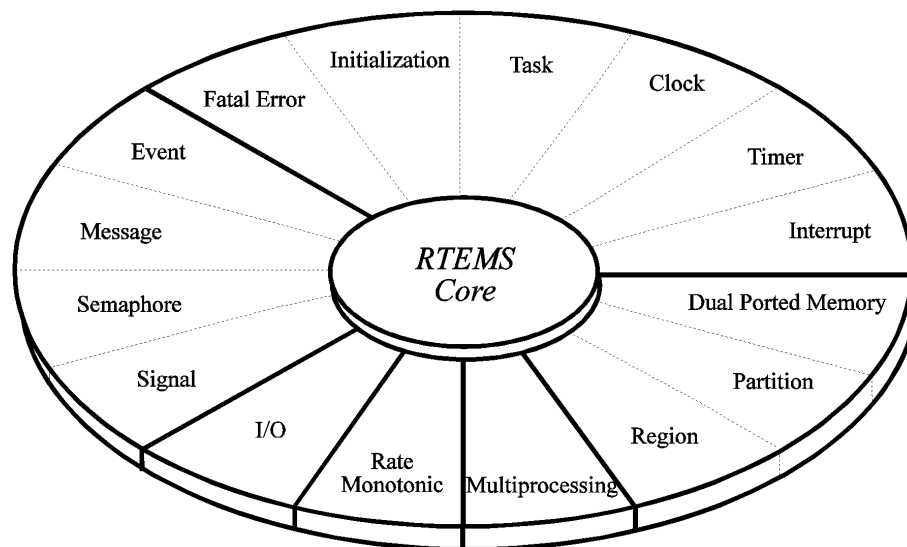 Initialization
Task
Clock
Fatal Error
Timer
Event
Interrupt
Message
RTEMS
Core
Semaphore
Dual Ported Memory
Signal
Partition
I/O
Region
Rate
Monotonic
Multiprocessing